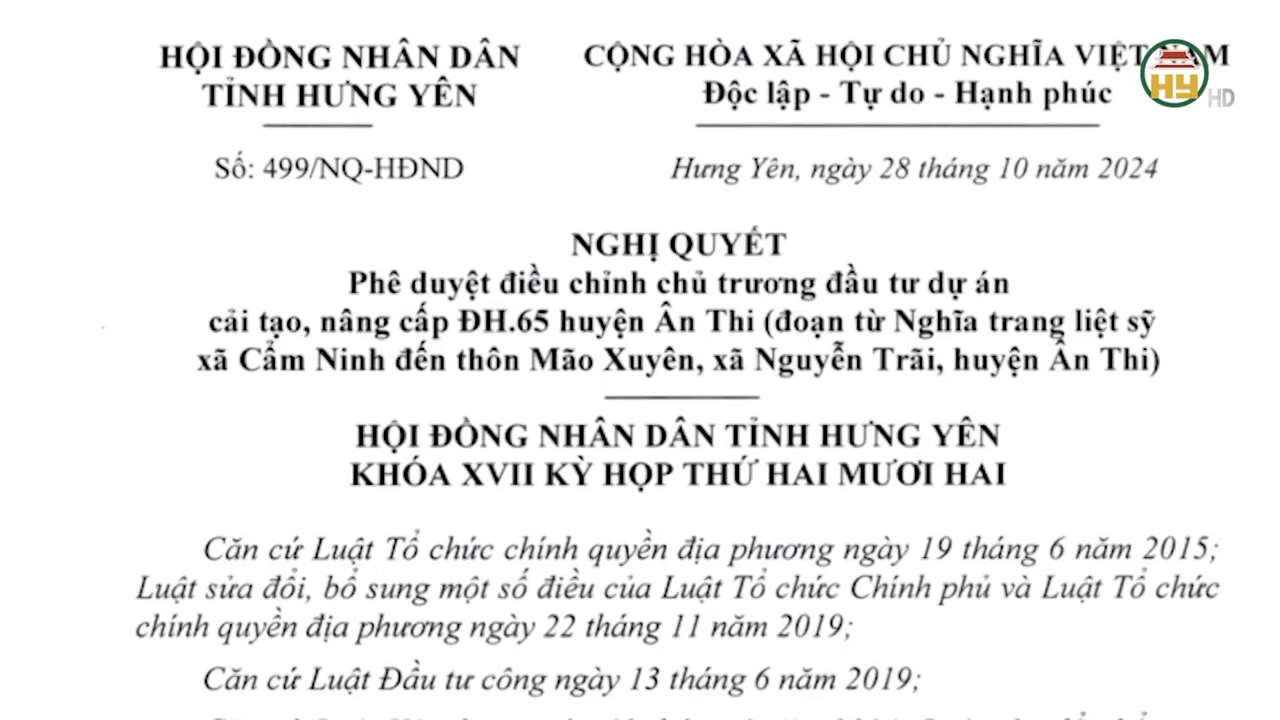 HỘI ĐỒNG NHÂN DÂN
TỈNH HƯNG YÊN
Số: 499/NQ-HĐND
CỘNG HÒA XÃ HỘI CHỦ NGHĨA VIỆT NAM
Độc lập - Tự do - Hạnh phúc
Hưng Yên, ngày 28 tháng 10 năm 2024
HY
HD
NGHỊ QUYẾT
Phê duyệt điều chỉnh chủ trương đầu tư dự án
cải tạo, nâng cấp ĐH.65 huyện Ân Thi (đoạn từ Nghĩa trang liệt sỹ
xã Cẩm Ninh đến thôn Mão Xuyên, xã Nguyễn Trãi, huyện Ân Thi)
HỘI ĐỒNG NHÂN DÂN TỈNH HƯNG YÊN
KHÓA XVII KỲ HỌP THỨ HAI MƯƠI HAI
Căn cứ Luật Tổ chức chính quyền địa phương ngày 19 tháng 6 năm 2015;
Luật sửa đổi, bổ sung một số điều của Luật Tổ chức Chính phủ và Luật Tổ chức
chính quyền địa phương ngày 22 tháng 11 năm 2019;
Căn cứ Luật Đầu tư công ngày 13 tháng 6 năm 2019;